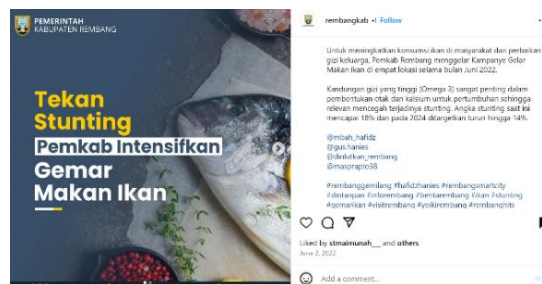 PEMERINTAH
KABUPATEN REMBANG
Tekan
Stunting
Pemkab Intensifkan
Gemar
Makan Ikan
rembangkab • Follow
Untuk meningkatkan konsumsi ikan di masyarakat dan perbaikan
gizi keluarga, Pemkab Rembang menggelar Kampanye Gelar
Makan Ikan di empat lokasi selama bulan Juni 2022.
Kandungan gizi yang tinggi (Omega 3) sangat penting dalam
pembentukan otak dan kalsium untuk pertumbuhan sehingga
relevan mencegah terjadinya stunting. Angka stunting saat ini
mencapai 18% dan pada 2024 ditargetkan turun hingga 14%.
@mbah_hafidz
@gus.hanies
@dinlutkan_rembang
@masprapto38
#rembanggemilang #hafidzhanies #rembangsmartcity
#dintanpan #inforembang #beritarembang #ikan #stunting
#gemarikan #visitrembang #yoikirembang #rembanghits
Liked by stmaimunah__ and others
June 2, 2022
Add a comment...